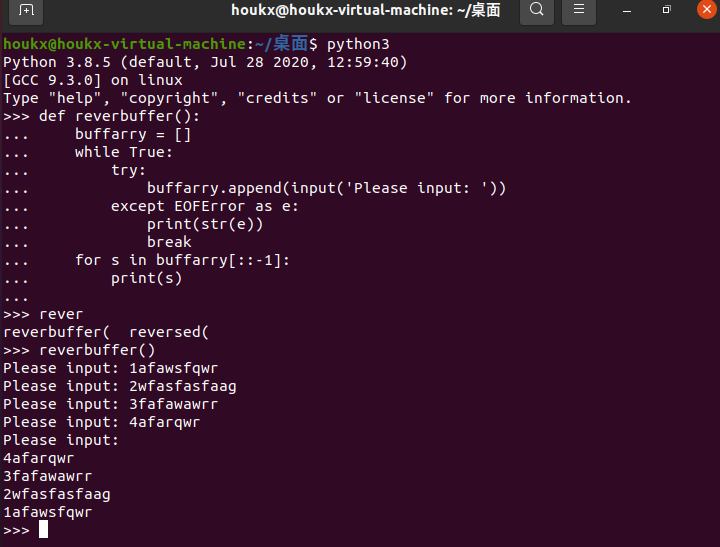 houkx@houkx-virtual-machine: ~/桌面
houkx@houkx-virtual-machine:~/桌面$ python3
Python 3.8.5 (default, Jul 28 2020, 12:59:40)
[GCC 9.3.0] on linux
Type "help", "copyright", "credits" or "license" for more information.
>>> def reverbuffer():
...     buffarry = []
...     while True:
...         try:
...             buffarry.append(input('Please input: '))
...         except EOFError as e:
...             print(str(e))
...             break
...     for s in buffarry[::-1]:
...         print(s)
...
>>> rever
reverbuffer(  reversed(
>>> reverbuffer()
Please input: 1afawsfqwr
Please input: 2wfasfasfaag
Please input: 3fafawawrr
Please input: 4afarqwr
Please input:
4afarqwr
3fafawawrr
2wfasfasfaag
1afawsfqwr
>>>